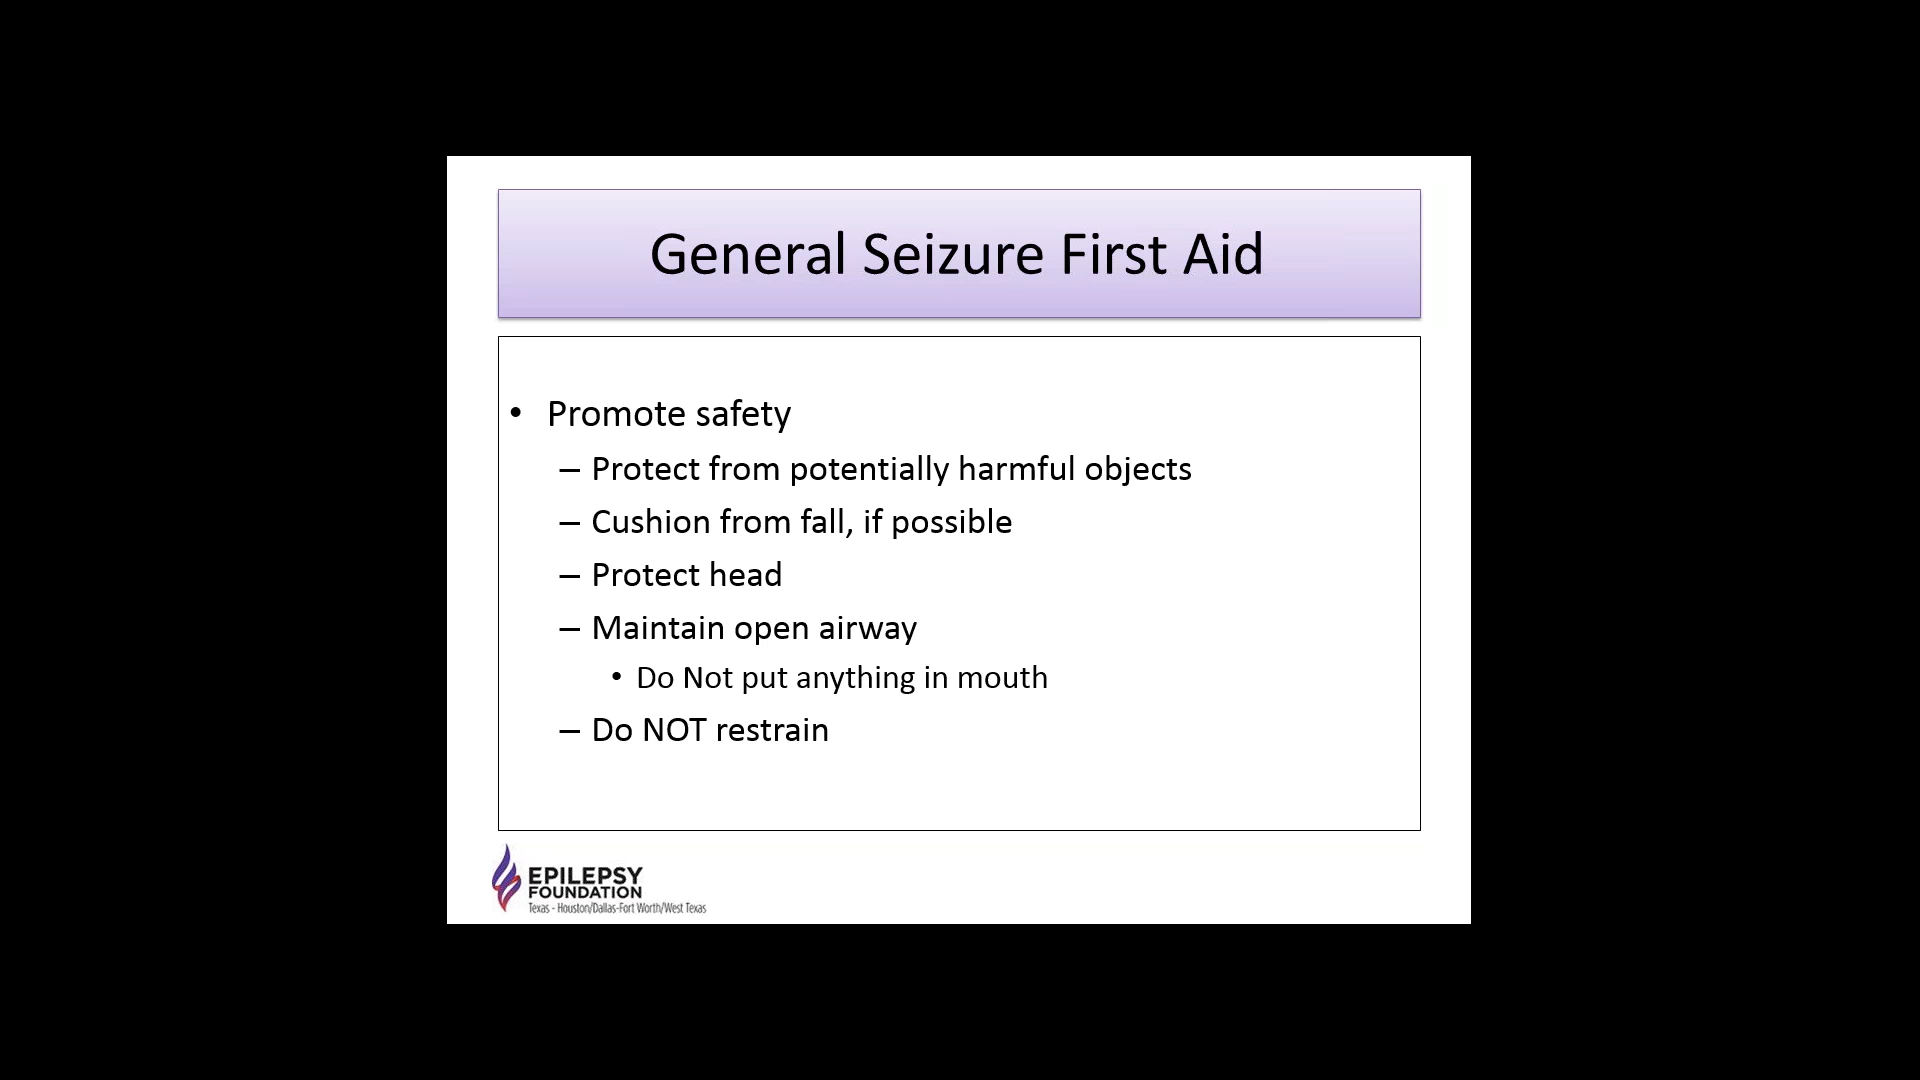 General Seizure First Aid
• Promote safety
– Protect from potentially harmful objects
– Cushion from fall, if possible
– Protect head
– Maintain open airway
• Do Not put anything in mouth
– Do NOT restrain
EPILEPSY
FOUNDATION
Texas - Houston/Dallas-Fort Worth/West Texas